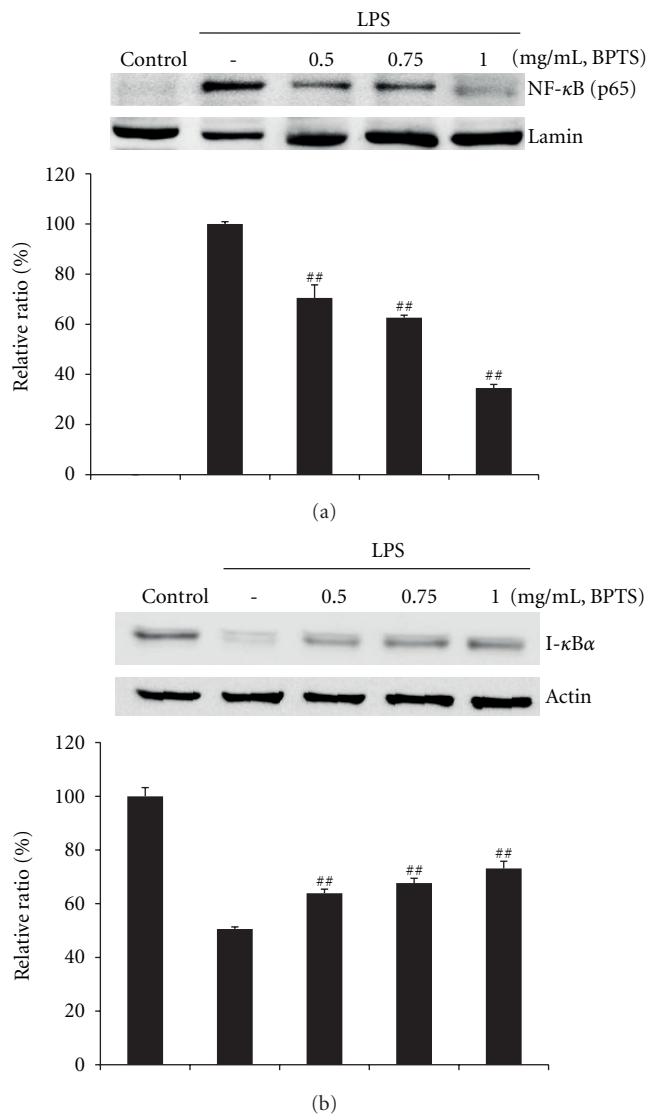 LPS
Control - 0.5 0.75 1 (mg/mL, BPTS)
NF-κB (p65)
Lamin
Relative ratio (%)
120
100
80
60
40
20
0
##
##
##
(a)
LPS
Control - 0.5 0.75 1 (mg/mL, BPTS)
I-κBα
Actin
Relative ratio (%)
120
100
80
60
40
20
0
##
##
##
(b)